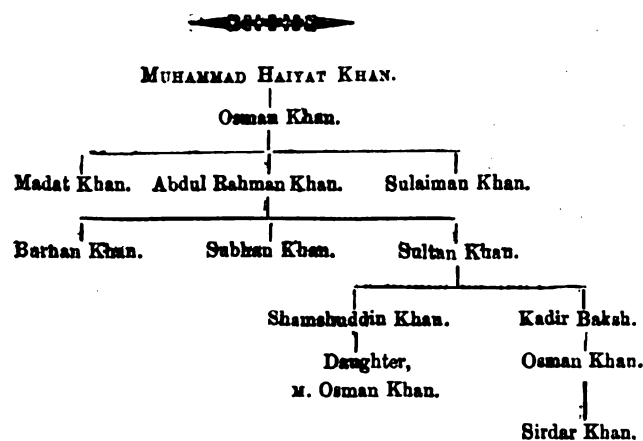 MUHAMMAD HAIYAT KHAN.
Osman Khan.
Madat Khan. Abdul Rahman Khan. Sulaiman Khan.
Barhan Khan. Subhan Khan. Sultan Khan.
Shamshuddin Khan. Kadir Baksh.
Daughter, Osman Khan.
M. Osman Khan.
Sirdar Khan.